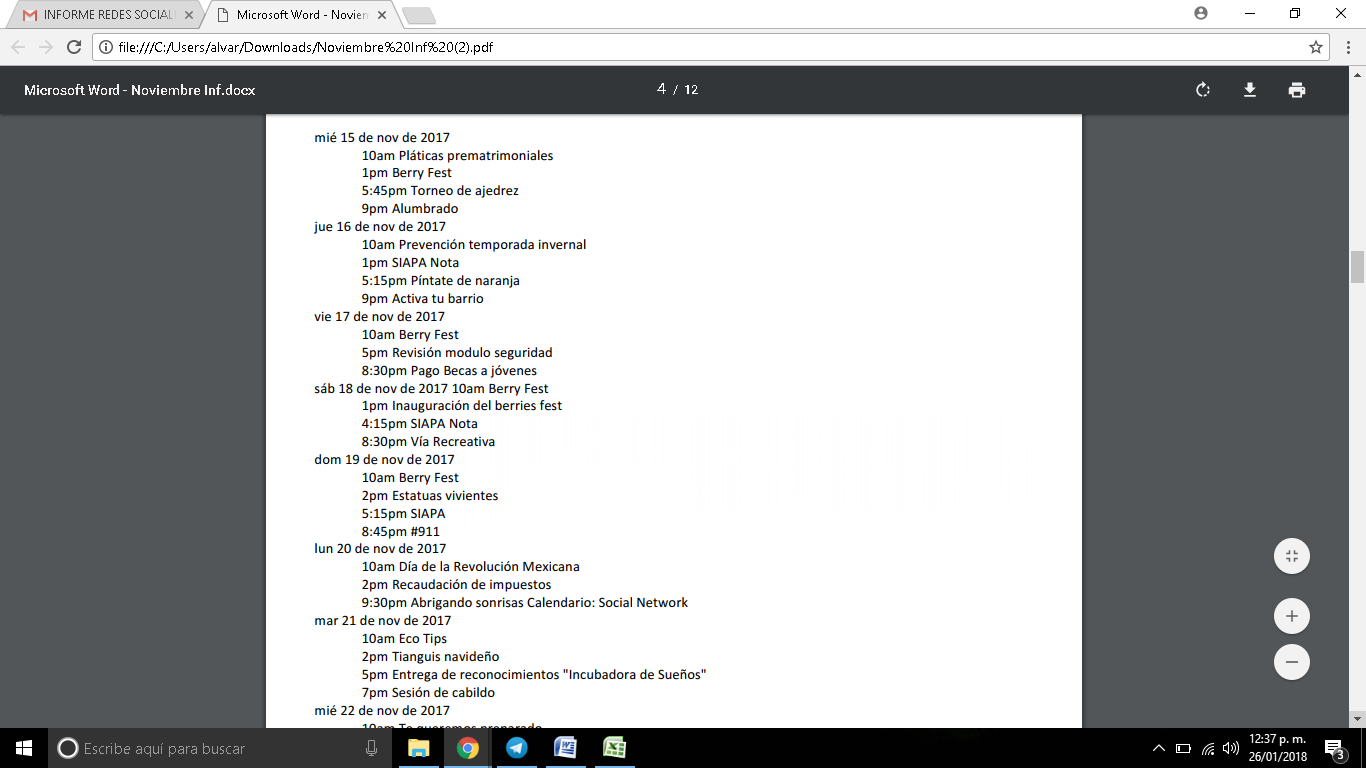 INFORME REDES SOCIAL
Microsoft Word - Noviem
file:///C:/Users/alvar/Downloads/Noviembre%20Inf%20(2).pdf
Microsoft Word - Noviembre Inf.docx
4 / 12
mié 15 de nov de 2017
10am Pláticas prematrimoniales
1pm Berry Fest
5:45pm Torneo de ajedrez
9pm Alumbrado
jue 16 de nov de 2017
10am Prevención temporada invernal
1pm SIAPA Nota
5:15pm Píntate de naranja
9pm Activa tu barrio
vie 17 de nov de 2017
10am Berry Fest
5pm Revisión modulo seguridad
8:30pm Pago Becas a jóvenes
sáb 18 de nov de 2017 10am Berry Fest
1pm Inauguración del berries fest
4:15pm SIAPA Nota
8:30pm Vía Recreativa
dom 19 de nov de 2017
10am Berry Fest
2pm Estatuas vivientes
5:15pm SIAPA
8:45pm #911
lun 20 de nov de 2017
10am Día de la Revolución Mexicana
2pm Recaudación de impuestos
9:30pm Abrigando sonrisas Calendario: Social Network
mar 21 de nov de 2017
10am Eco Tips
2pm Tianguis navideño
5pm Entrega de reconocimientos "Incubadora de Sueños"
7pm Sesión de cabildo
mié 22 de nov de 2017
10am Te queremos preparado
Escribe aquí para buscar
12:37 p. m.
26/01/2018
3